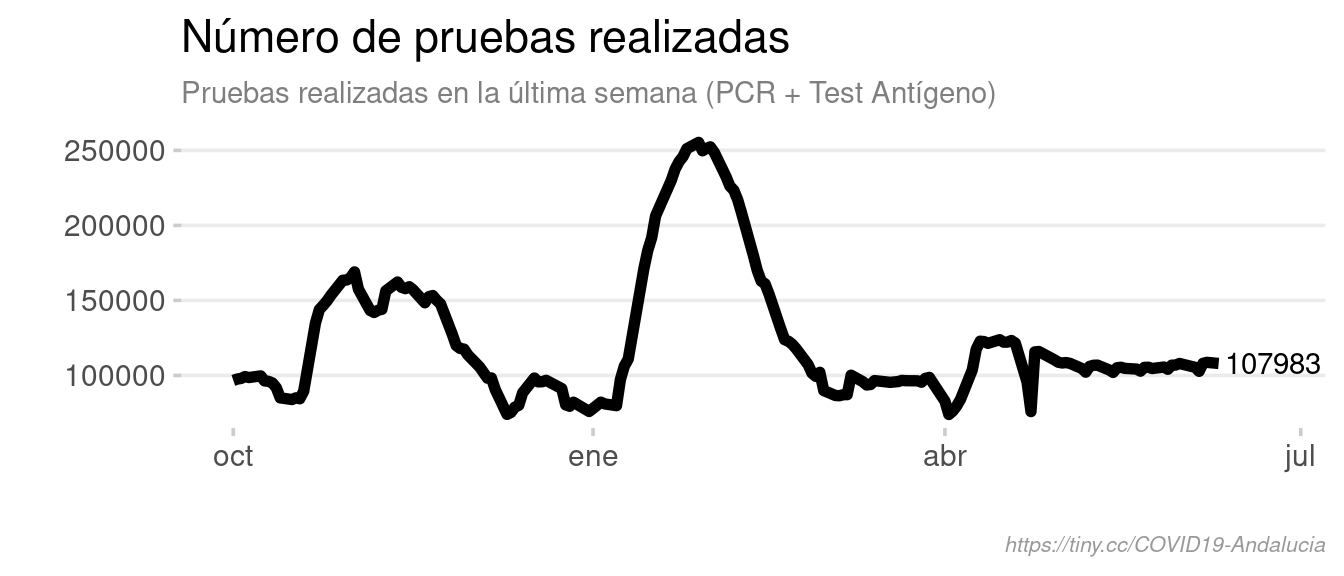 Número de pruebas realizadas
Pruebas realizadas en la última semana (PCR + Test Antígeno)
250000
200000
150000
100000
107983
oct ene abr jul
https://tiny.cc/COVID19-Andalucia